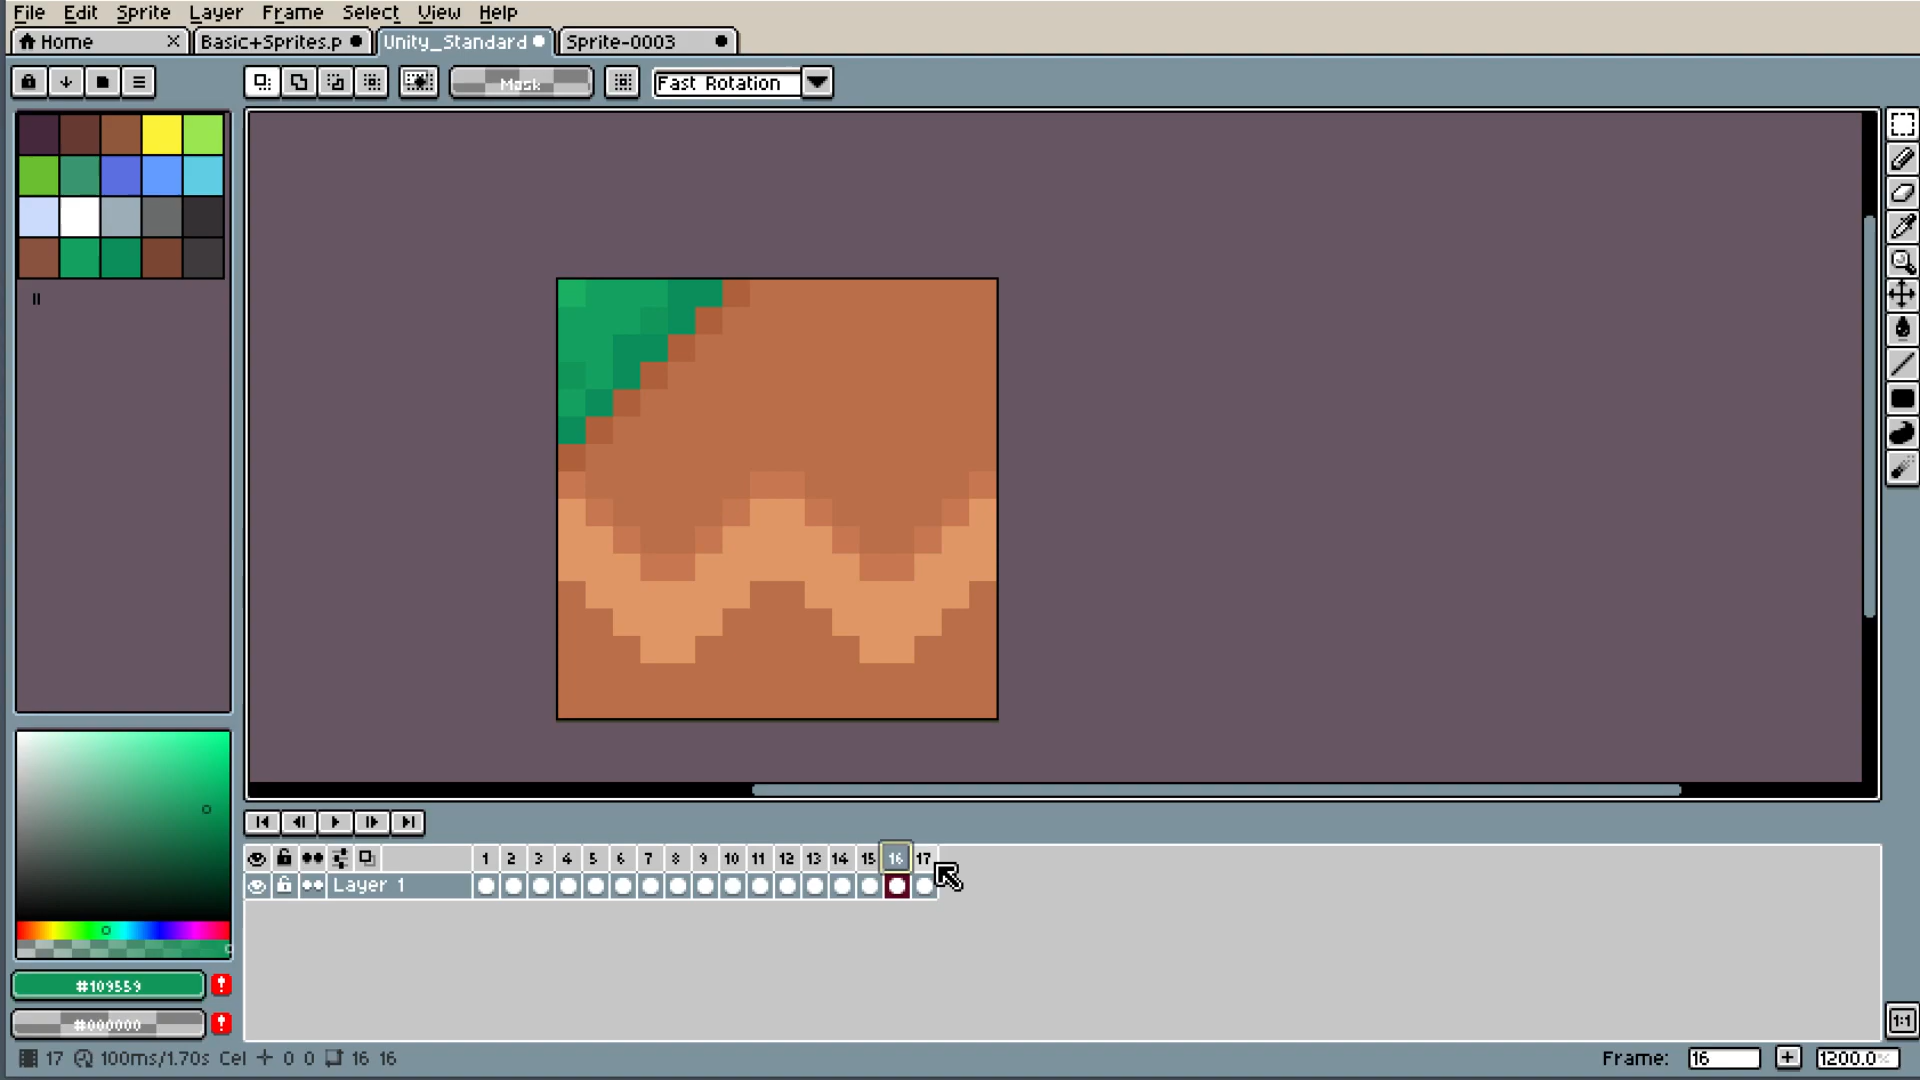 File Edit Sprite Layer Frame Select View Help
Home Basic+Sprites.p Unity_Standard Sprite-0003
Mask Fast Rotation
1 2 3 4 5 6 7 8 9 10 11 12 13 14 15 16 17
Layer 1
#109559
#000000
17 100ms/1.70s Cel 0 0 16 16 Frame: 16 1200.0%
1:1